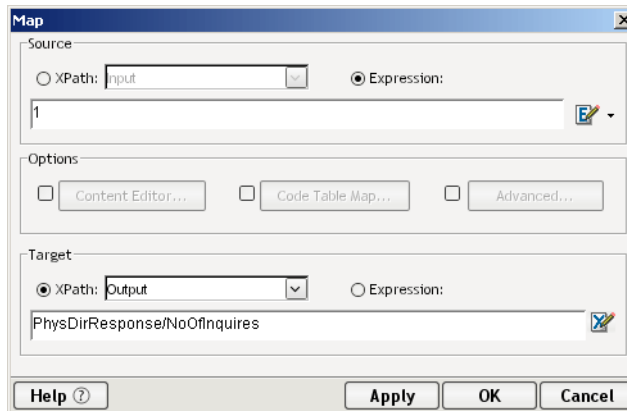 Map
Source
XPath: Input Expression:
1
Options
Content Editor... Code Table Map... Advanced...
Target
XPath: Output Expression:
PhysDirResponse/NoOfInquires
Help ? Apply OK Cancel